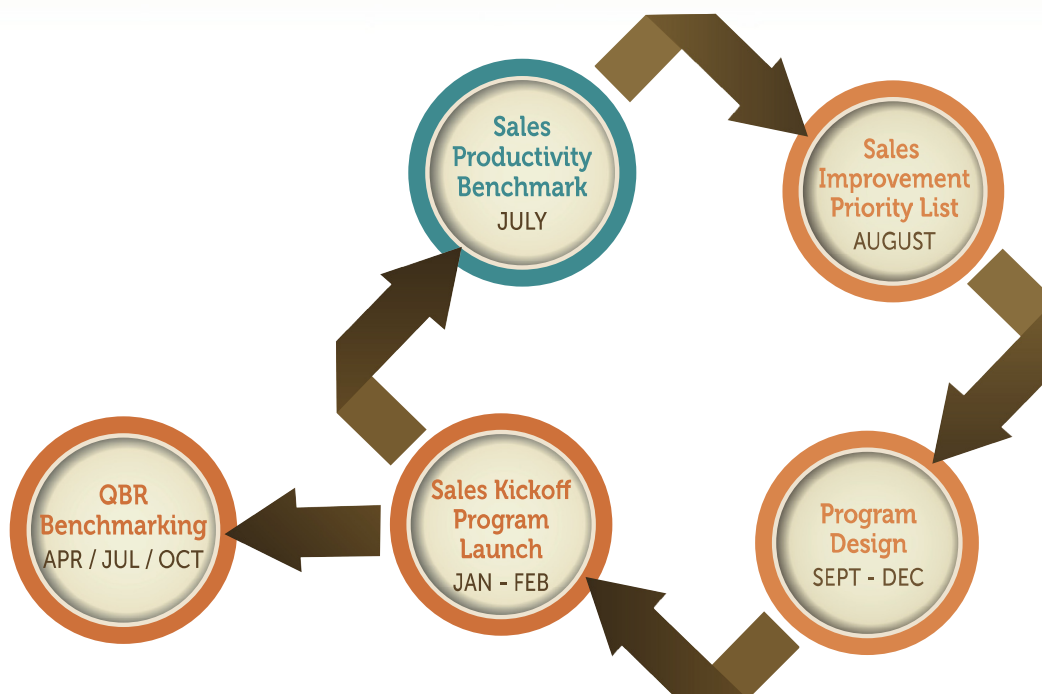 Sales
Productivity
Benchmark
JULY
Sales
Improvement
Priority List
AUGUST
Program
Design
SEPT - DEC
Sales Kickoff
Program
Launch
JAN - FEB
QBR
Benchmarking
APR / JUL / OCT